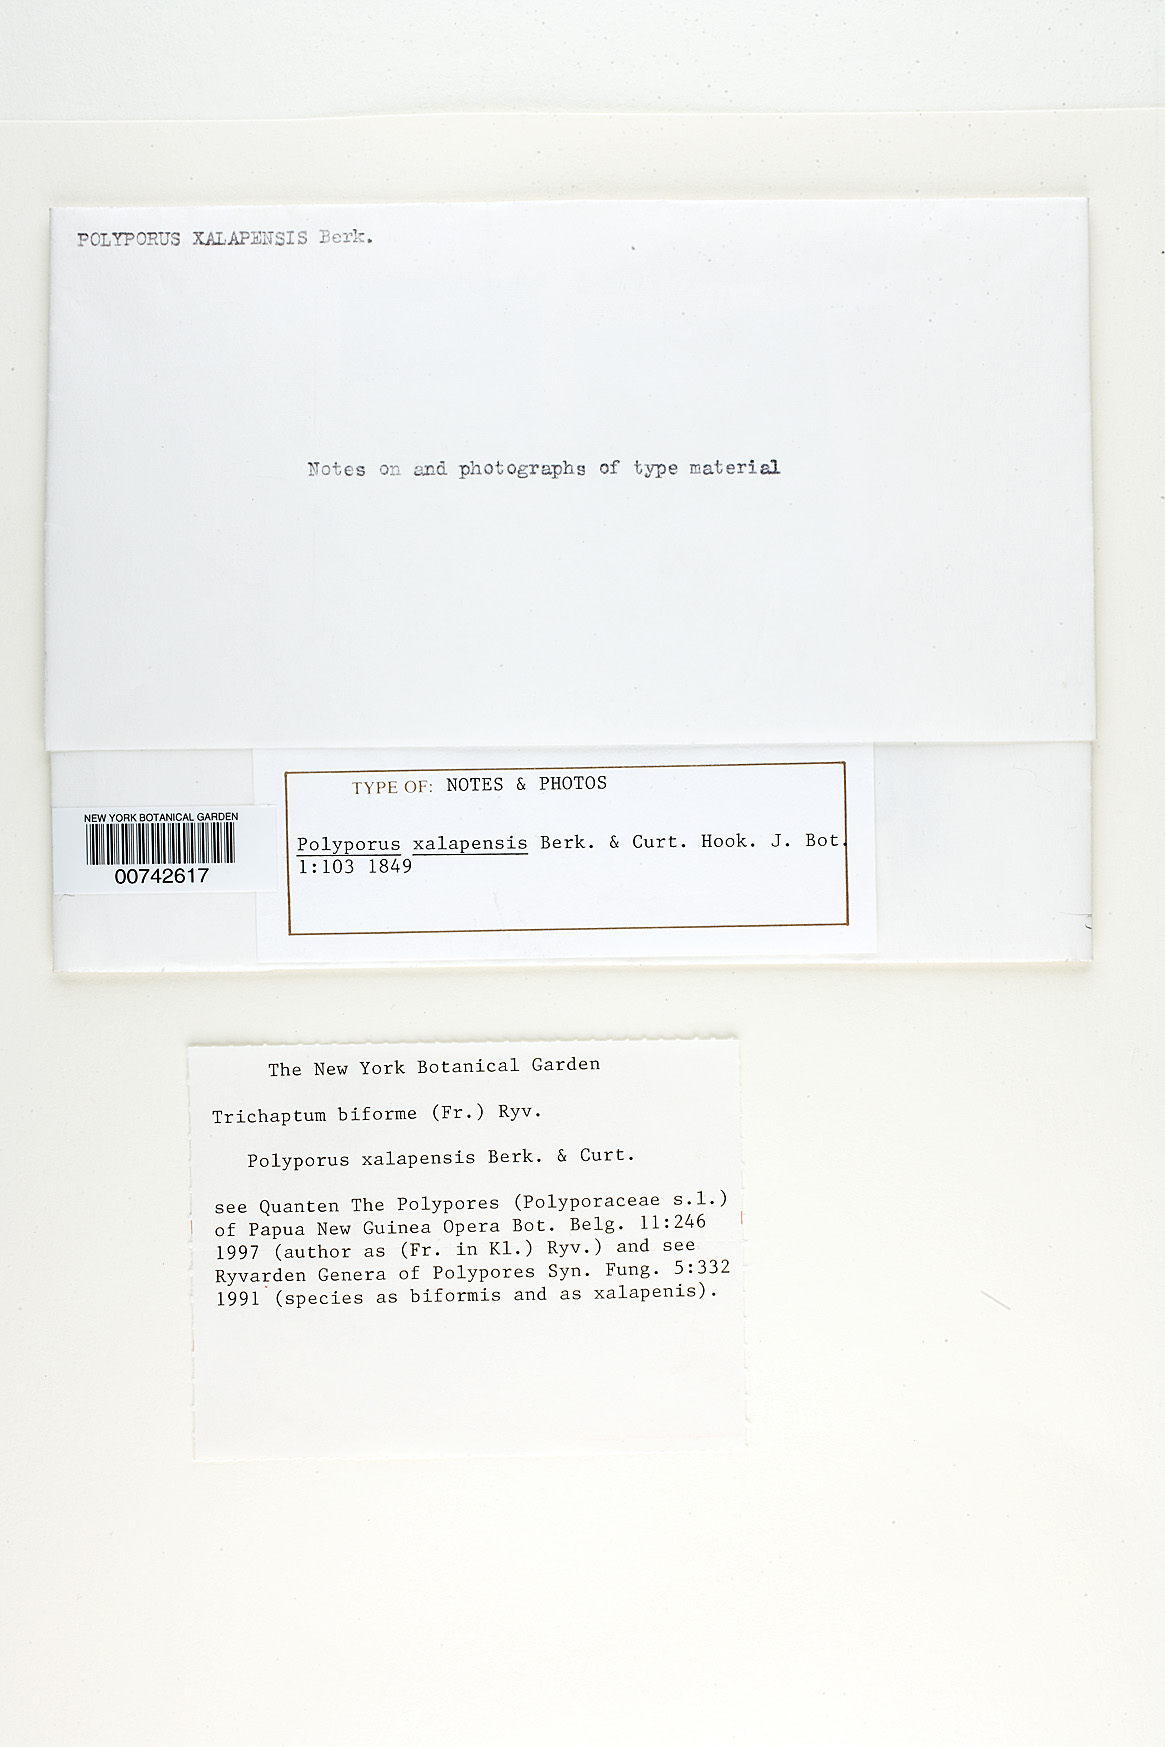 POLYPORUS XALAPENSIS Berk.
Notes on and photographs of type material
TYPE OF: NOTES & PHOTOS
Polyporus xalapensis Berk. & Curt. Hook. J. Bot.
1:103 1849
NEW YORK BOTANICAL GARDEN
00742617
The New York Botanical Garden
Trichaptum biforme (Fr.) Ryv.
Polyporus xalapensis Berk. & Curt.
see Quanten The Polypores (Polyporaceae s.l.)
of Papua New Guinea Opera Bot. Belg. 11:246
1997 (author as (Fr. in Kl.) Ryv.) and see
Ryvarden Genera of Polypores Syn. Fung. 5:332
1991 (species as biformis and as xalapenis).